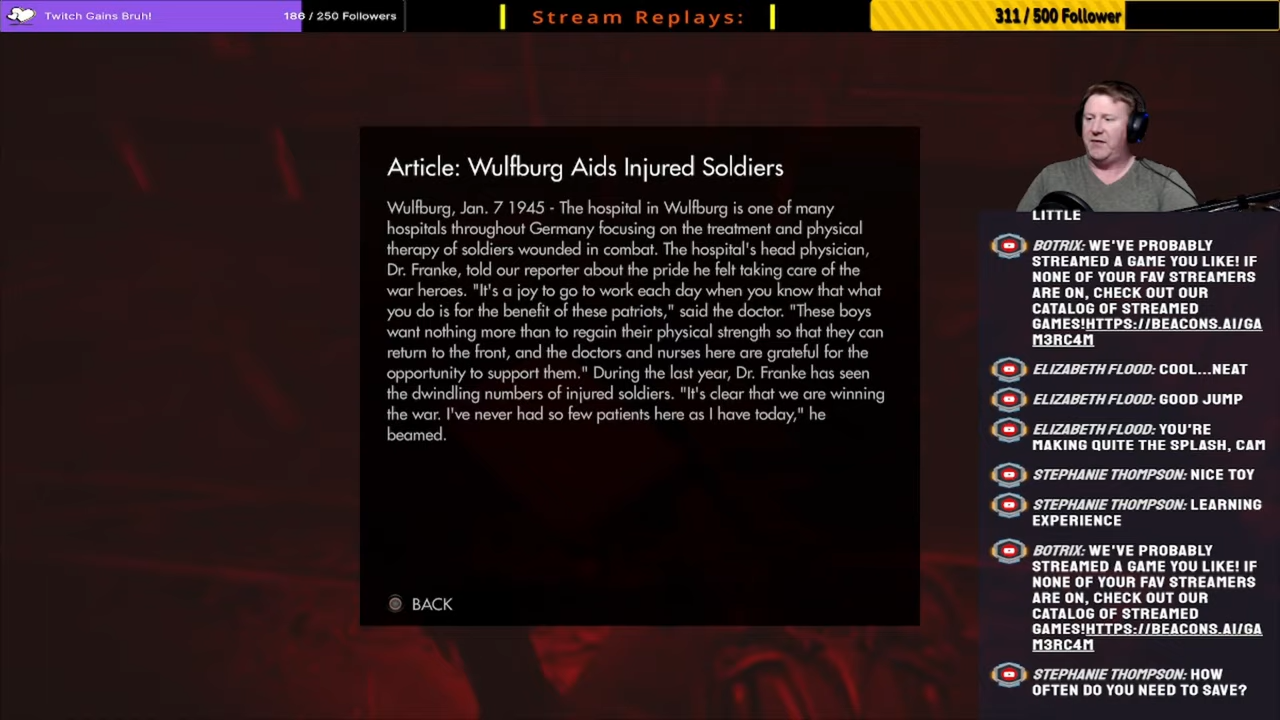 Twitch Gains Bruh!
186 / 250 Followers
Stream Replays:
311 / 500 Follower
Article: Wulfburg Aids Injured Soldiers
Wulfburg, Jan. 7 1945 - The hospital in Wulfburg is one of many
hospitals throughout Germany focusing on the treatment and physical
therapy of soldiers wounded in combat. The hospital's head physician,
Dr. Franke, told our reporter about the pride he felt taking care of the
war heroes. "It's a joy to go to work each day when you know that what
you do is for the benefit of these patriots," said the doctor. "These boys
want nothing more than to regain their physical strength so that they can
return to the front, and the doctors and nurses here are grateful for the
opportunity to support them." During the last year, Dr. Franke has seen
the dwindling numbers of injured soldiers. "It's clear that we are winning
the war. I've never had so few patients here as I have today," he
beamed.
BACK
LITTLE
BOTRIX: WE'VE PROBABLY
STREAMED A GAME YOU LIKE! IF
NONE OF YOUR FAV STREAMERS
ARE ON, CHECK OUT OUR
CATALOG OF STREAMED
GAMES!HTTPS://BEACONS.AI/GA
M3RC4M
ELIZABETH FLOOD: COOL...NEAT
ELIZABETH FLOOD: GOOD JUMP
ELIZABETH FLOOD: YOU'RE
MAKING QUITE THE SPLASH, CAM
STEPHANIE THOMPSON: NICE TOY
STEPHANIE THOMPSON: LEARNING
EXPERIENCE
BOTRIX: WE'VE PROBABLY
STREAMED A GAME YOU LIKE! IF
NONE OF YOUR FAV STREAMERS
ARE ON, CHECK OUT OUR
CATALOG OF STREAMED
GAMES!HTTPS://BEACONS.AI/GA
M3RC4M
STEPHANIE THOMPSON: HOW
OFTEN DO YOU NEED TO SAVE?